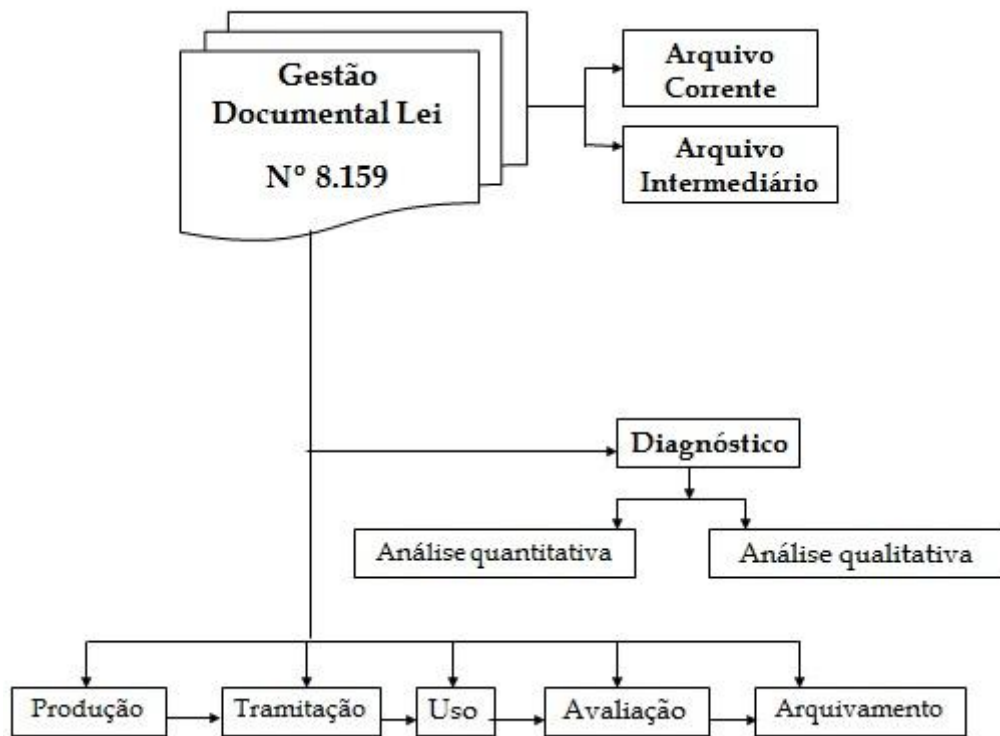 Gestão
Documental Lei
N° 8.159
Arquivo
Corrente
Arquivo
Intermediário
Diagnóstico
Análise quantitativa
Análise qualitativa
Produção
Tramitação
Uso
Avaliação
Arquivamento